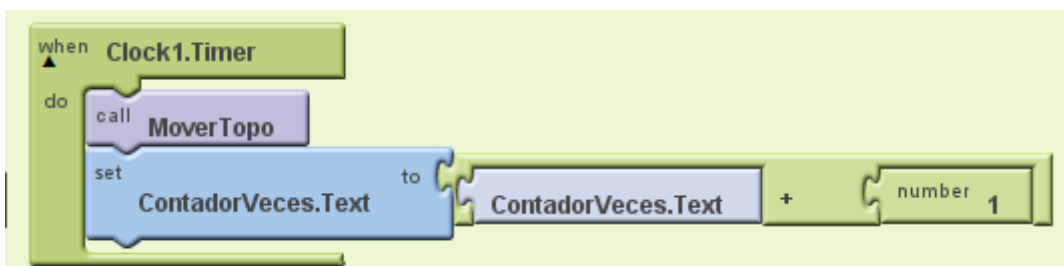 when Clock1.Timer
do
call MoverTopo
set ContadorVeces.Text to ContadorVeces.Text + number 1